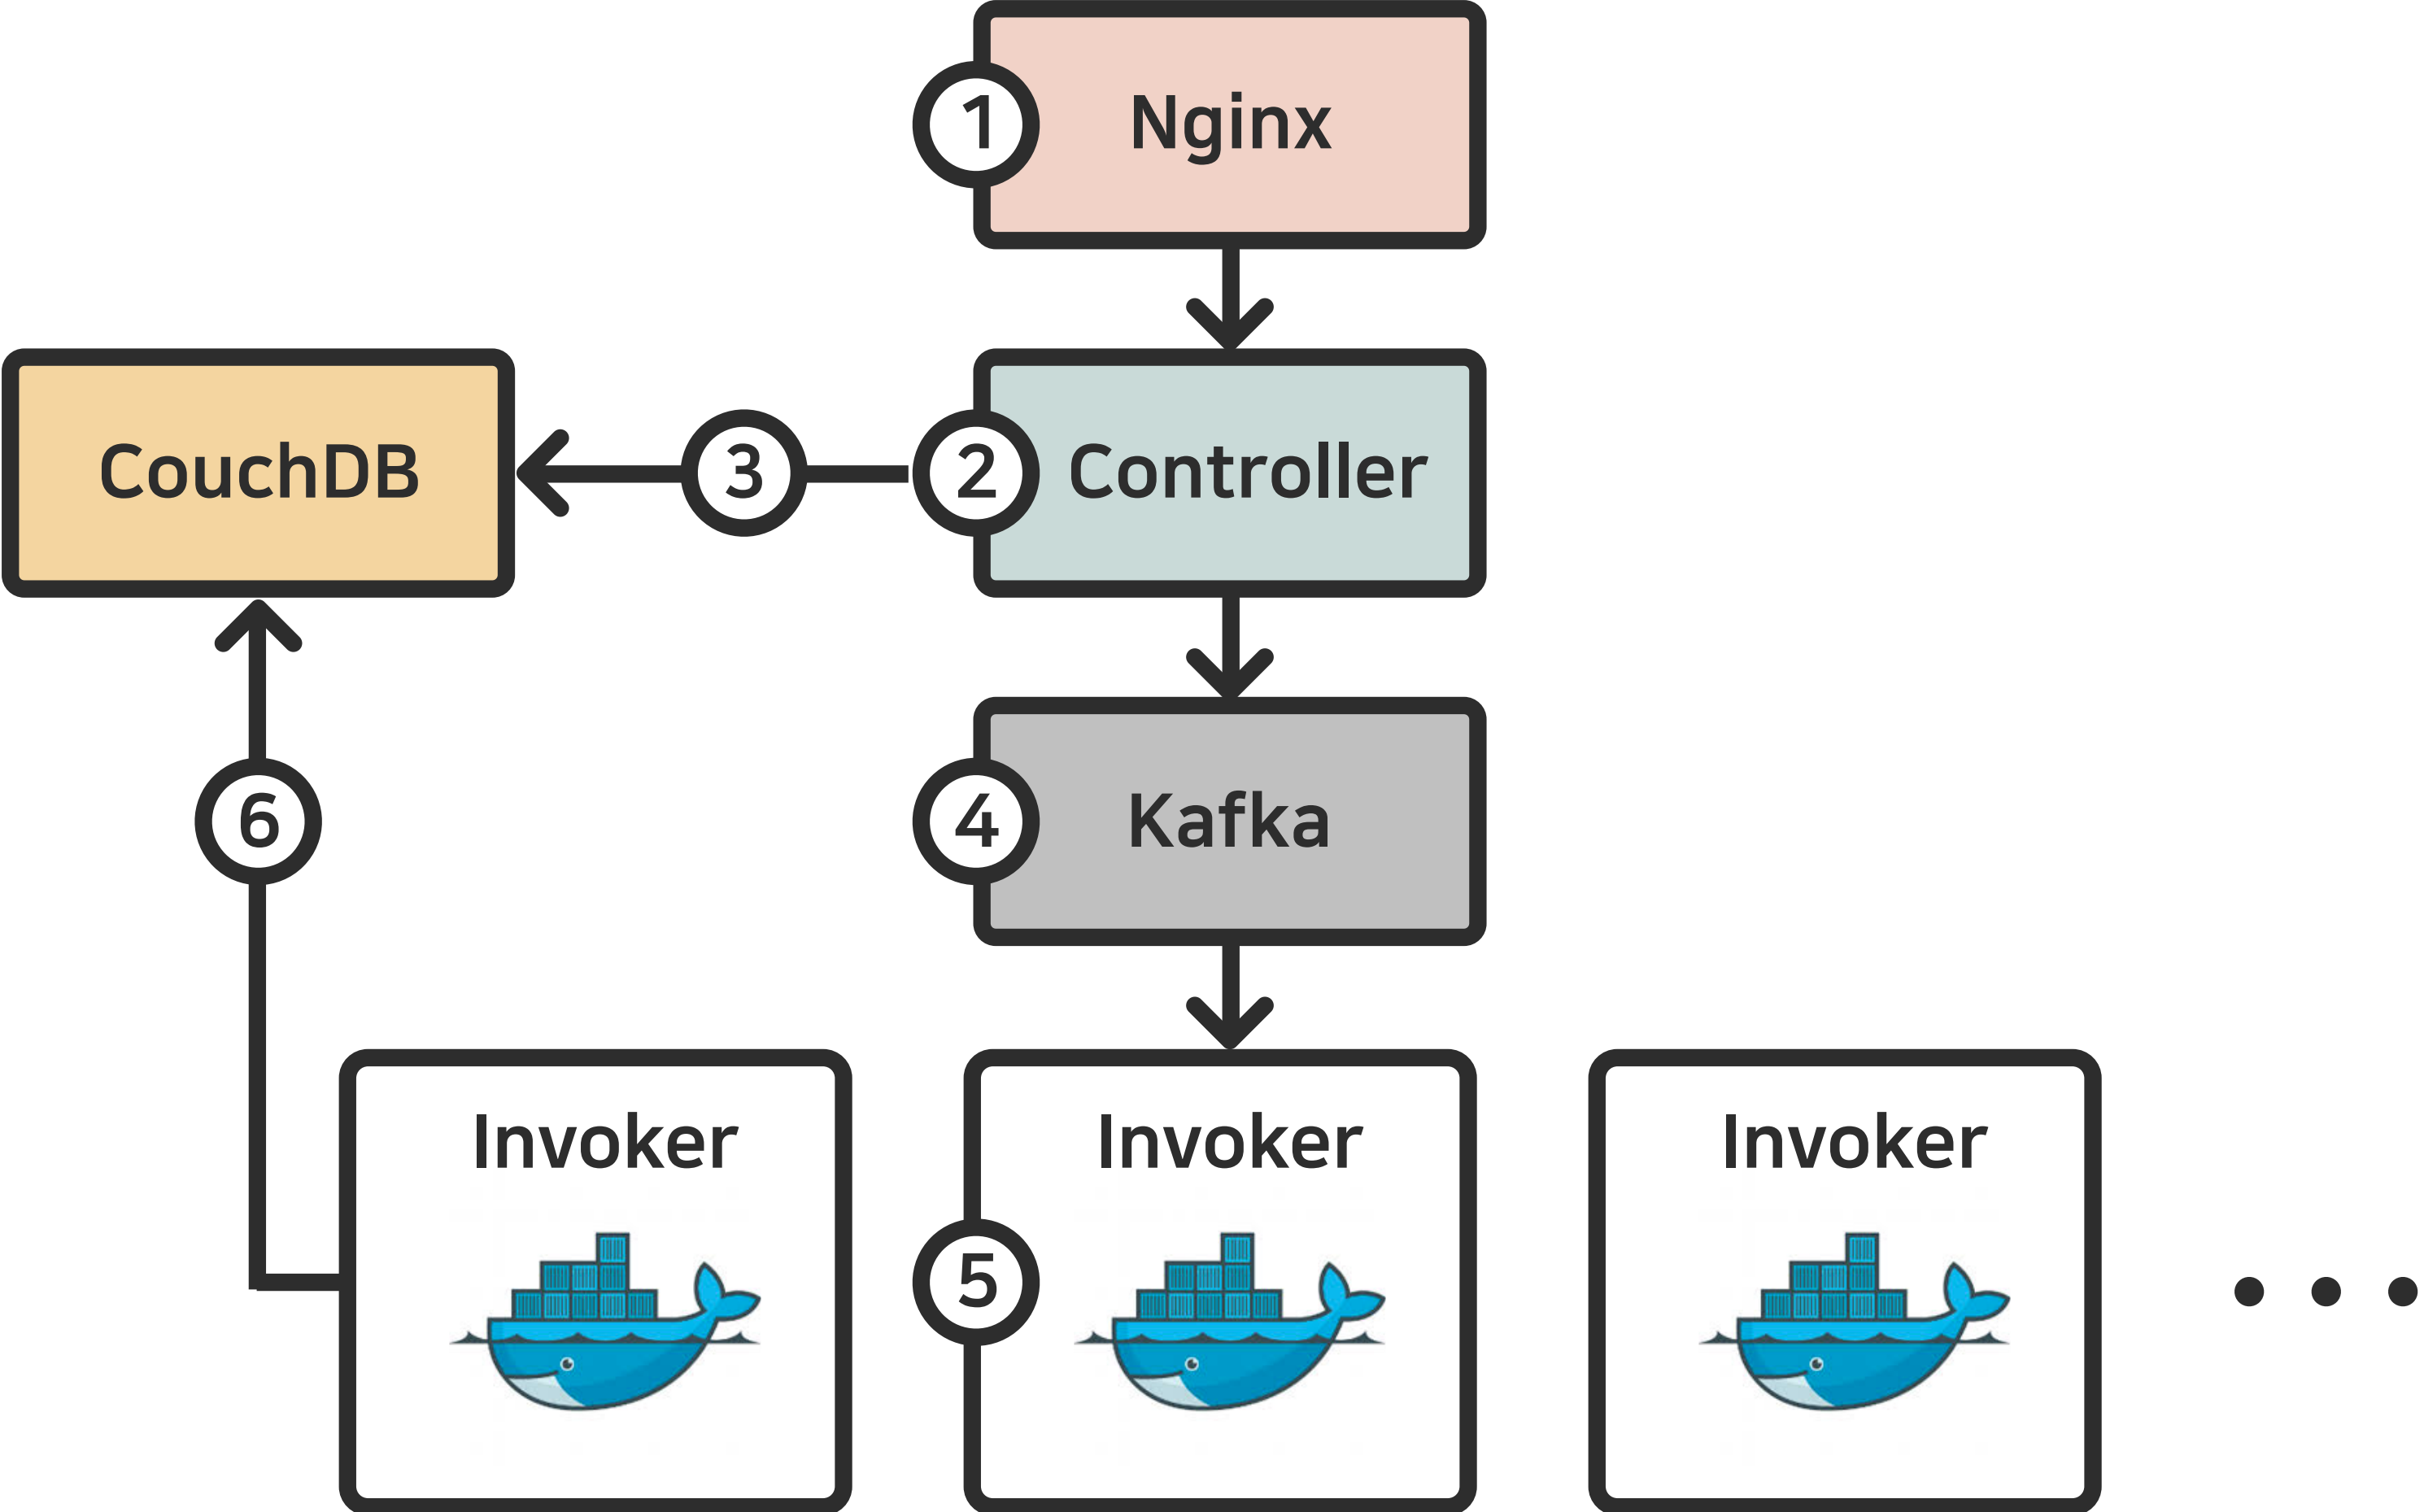 1
Nginx
CouchDB
3
2
Controller
6
4
Kafka
Invoker
Invoker
Invoker
5